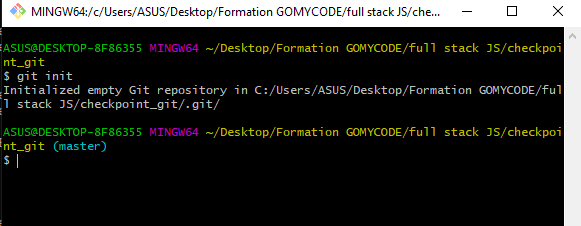 MINGW64:/c/Users/ASUS/Desktop/Formation GOMYCODE/full stack JS/che...
ASUS@DESKTOP-8F86355 MINGW64 ~/Desktop/Formation GOMYCODE/full stack JS/checkpoi
nt_git
$ git init
Initialized empty Git repository in C:/Users/ASUS/Desktop/Formation GOMYCODE/ful
l stack JS/checkpoint_git/.git/
ASUS@DESKTOP-8F86355 MINGW64 ~/Desktop/Formation GOMYCODE/full stack JS/checkpoi
nt_git (master)
$